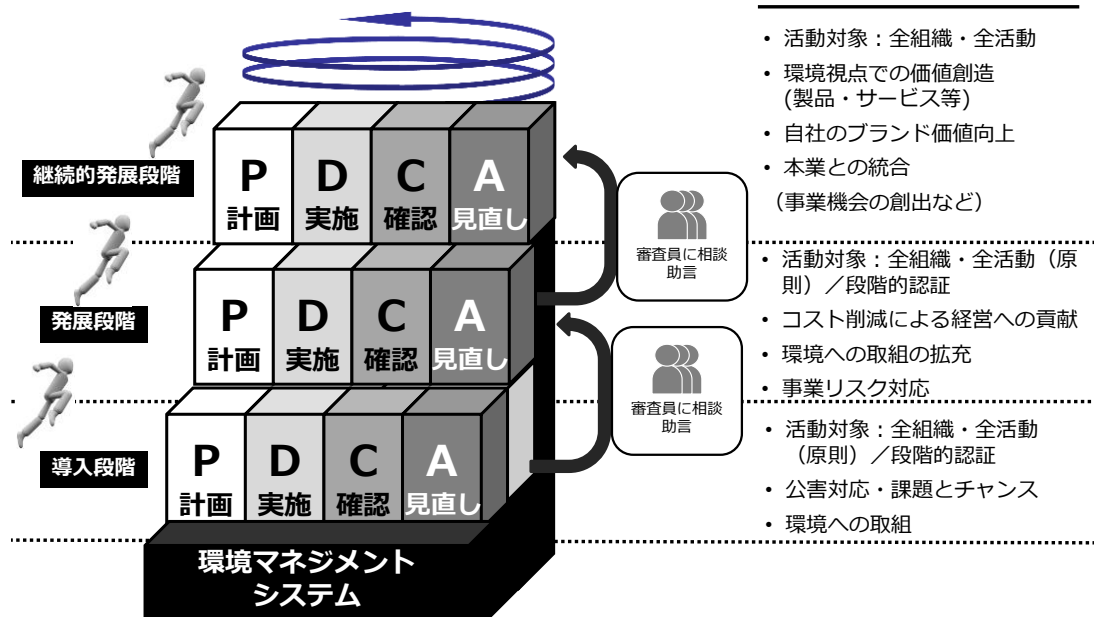 継続的発展段階
P
計画
D
実施
C
確認
A
見直し
審査員に相談
助言
・ 活動対象：全組織・全活動
・ 環境視点での価値創造
(製品・サービス等)
・ 自社のブランド価値向上
・ 本業との統合
（事業機会の創出など）
発展段階
P
計画
D
実施
C
確認
A
見直し
審査員に相談
助言
・ 活動対象：全組織・全活動（原
則）／段階的認証
・ コスト削減による経営への貢献
・ 環境への取組の拡充
・ 事業リスク対応
導入段階
P
計画
D
実施
C
確認
A
見直し
・ 活動対象：全組織・全活動
（原則）／段階的認証
・ 公害対応・課題とチャンス
・ 環境への取組
環境マネジメント
システム